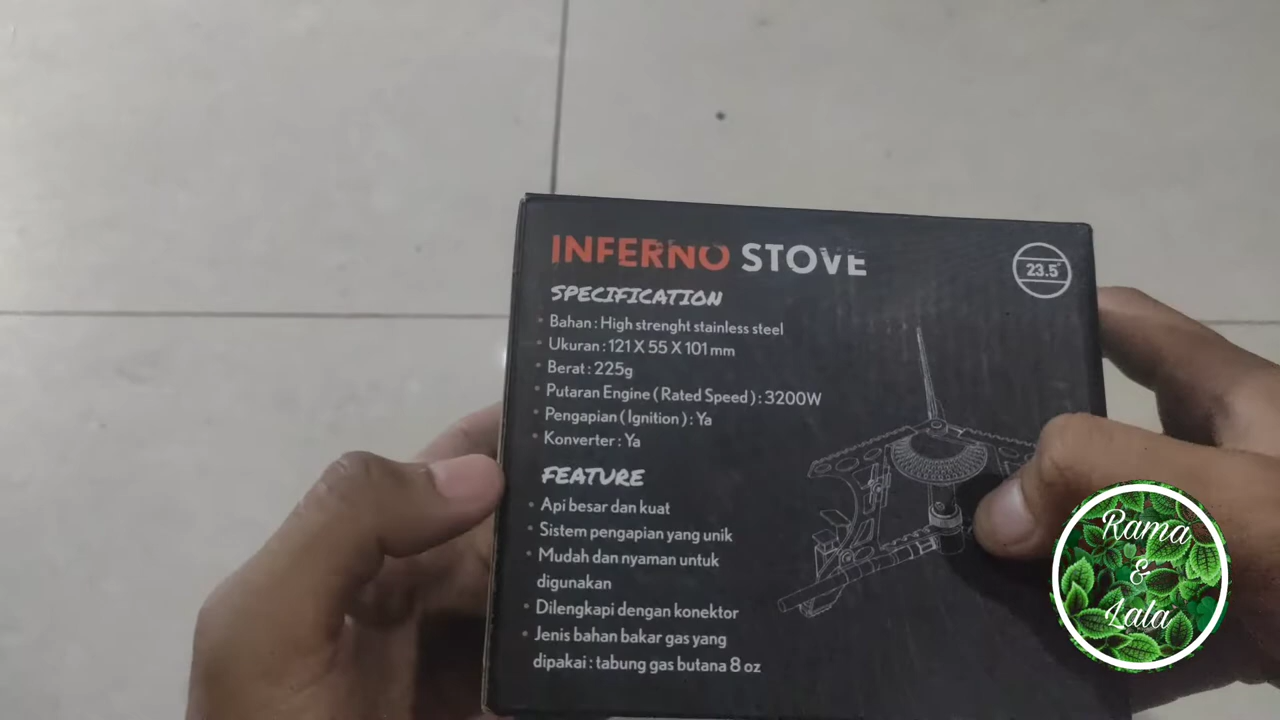 INFERNO STOVE
23.5°
SPECIFICATION
• Bahan : High strenght stainless steel
• Ukuran : 121 X 55 X 101 mm
• Berat : 225g
• Putaran Engine ( Rated Speed ) : 3200W
• Pengapian ( Ignition ) : Ya
• Konverter : Ya
FEATURE
• Api besar dan kuat
• Sistem pengapian yang unik
• Mudah dan nyaman untuk
digunakan
• Dilengkapi dengan konektor
• Jenis bahan bakar gas yang
dipakai : tabung gas butana 8 oz
Rama
&
Lala